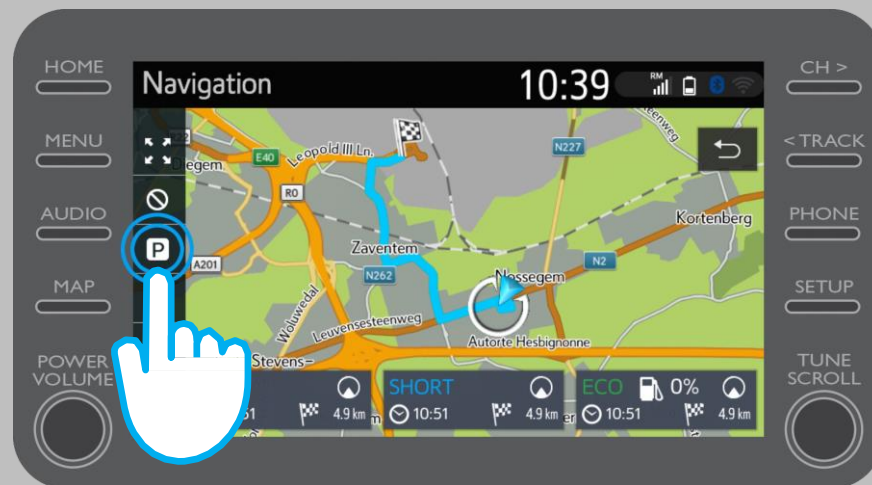 HOME
MENU
AUDIO
MAP
POWER
VOLUME
Navigation
10:39
RM
CH >
< TRACK
PHONE
SETUP
TUNE
SCROLL
Leopold III Ln.
E40
N227
R0
P
A201
Zaventem
Kortenberg
N262
Nossegem
N2
Woluwedal
Leuvensesteenweg
Autorte Hesbignonne
Stevens-
4.9 km
SHORT
10:51
4.9 km
ECO
0%
10:51
4.9 km